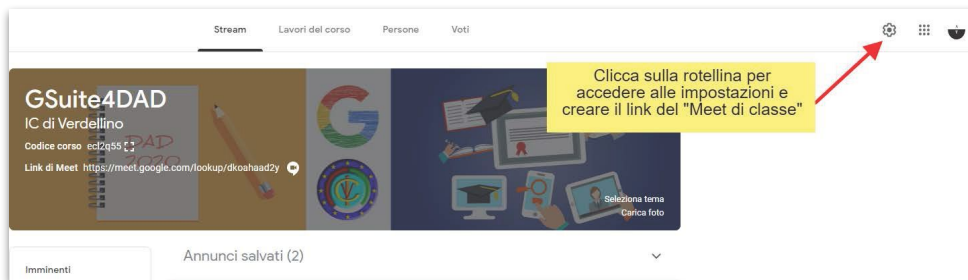 Stream Lavori del corso Persone Voti
Clicca sulla rotellina per
accedere alle impostazioni e
creare il link del "Meet di classe"
GSuite4DAD
IC di Verdellino
Codice corso ecl2q55
Link di Meet https://meet.google.com/lookup/dkoahaad2y
DAD
2020
Seleziona tema
Carica foto
Annunci salvati (2)
Imminenti